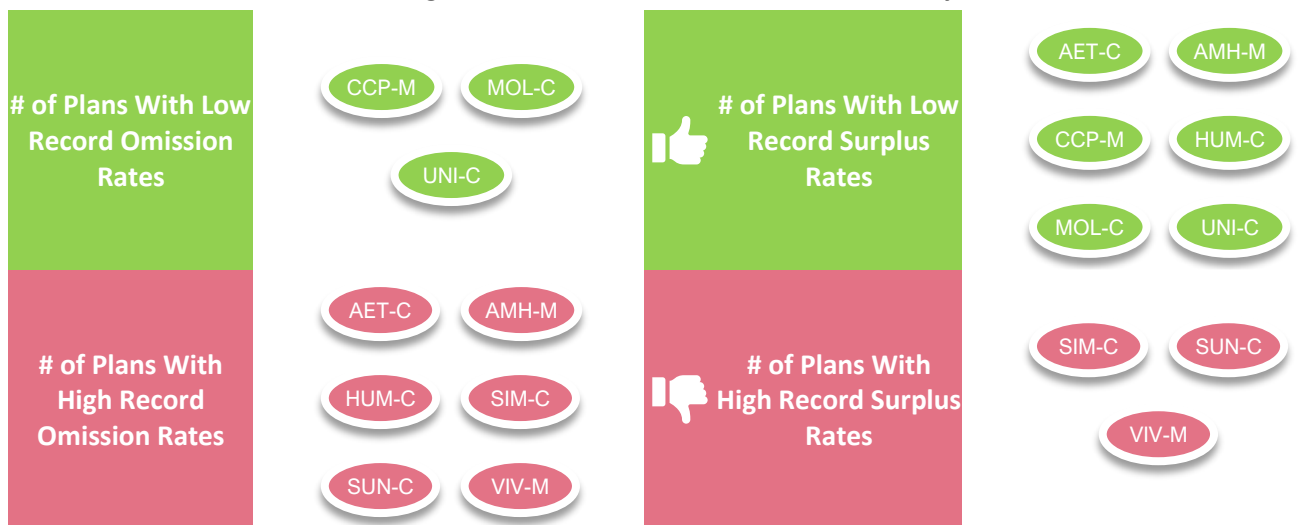 # of Plans With Low
Record Omission
Rates
CCP-M
MOL-C
UNI-C
# of Plans With Low
Record Surplus
Rates
AET-C
AMH-M
CCP-M
HUM-C
MOL-C
UNI-C
# of Plans With
High Record
Omission Rates
AET-C
AMH-M
HUM-C
SIM-C
SUN-C
VIV-M
# of Plans With
High Record Surplus
Rates
SIM-C
SUN-C
VIV-M